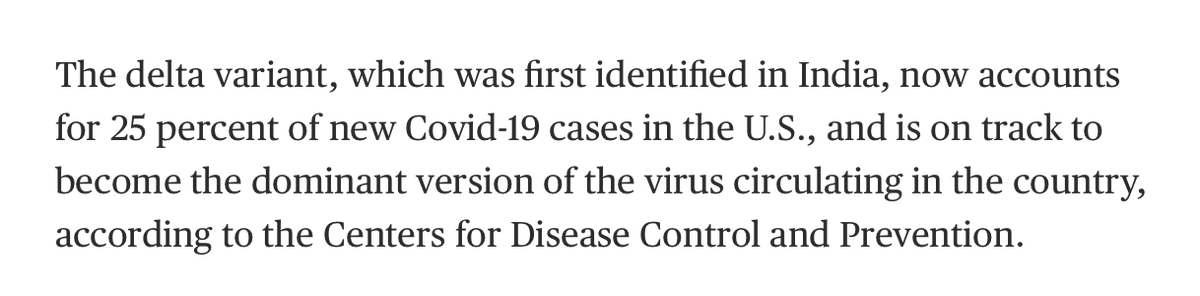 The delta variant, which was first identified in India, now accounts
for 25 percent of new Covid-19 cases in the U.S., and is on track to
become the dominant version of the virus circulating in the country,
according to the Centers for Disease Control and Prevention.